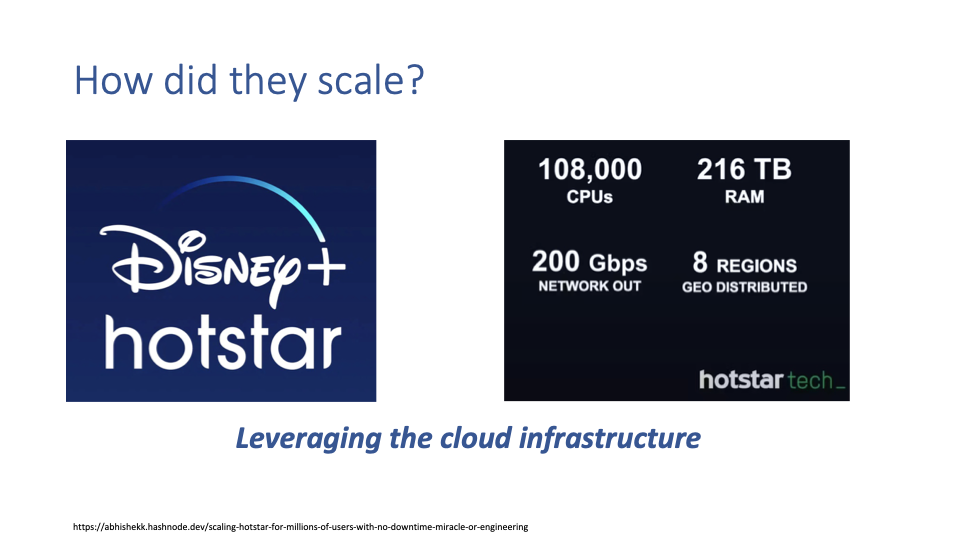 How did they scale?
Disney+
hotstar
108,000
CPUs
216 TB
RAM
200 Gbps
NETWORK OUT
8 REGIONS
GEO DISTRIBUTED
hotstar tech_
Leveraging the cloud infrastructure
https://abhishekk.hashnode.dev/scaling-hotstar-for-millions-of-users-with-no-downtime-miracle-or-engineering